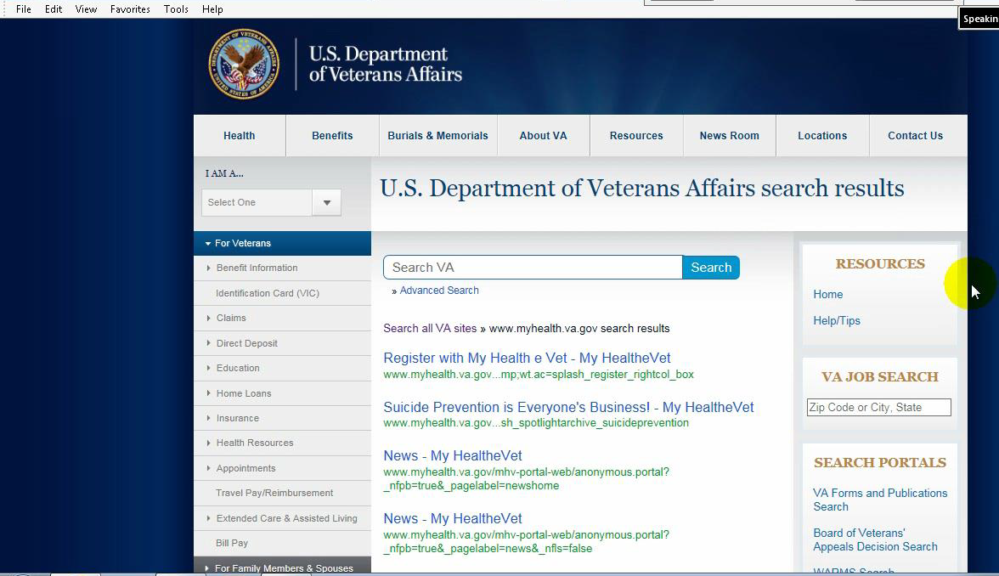 File Edit View Favorites Tools Help
Speakin
U.S. Department
of Veterans Affairs
Health Benefits Burials & Memorials About VA Resources News Room Locations Contact Us
I AM A...
Select One
For Veterans
Benefit Information
Identification Card (VIC)
Claims
Direct Deposit
Education
Home Loans
Insurance
Health Resources
Appointments
Travel Pay/Reimbursement
Extended Care & Assisted Living
Bill Pay
For Family Members & Spouses
U.S. Department of Veterans Affairs search results
Search VA Search
» Advanced Search
Search all VA sites » www.myhealth.va.gov search results
Register with My Health e Vet - My HealtheVet
www.myhealth.va.gov...mp;wt.ac=splash_register_rightcol_box
Suicide Prevention is Everyone's Business! - My HealtheVet
www.myhealth.va.gov...sh_spotlightarchive_suicideprevention
News - My HealtheVet
www.myhealth.va.gov/mhv-portal-web/anonymous.portal?
_nfpb=true&_pagelabel=newshome
News - My HealtheVet
www.myhealth.va.gov/mhv-portal-web/anonymous.portal?
_nfpb=true&_pagelabel=news&_nfls=false
RESOURCES
Home
Help/Tips
VA JOB SEARCH
Zip Code or City, State
SEARCH PORTALS
VA Forms and Publications
Search
Board of Veterans'
Appeals Decision Search
WARMS Search